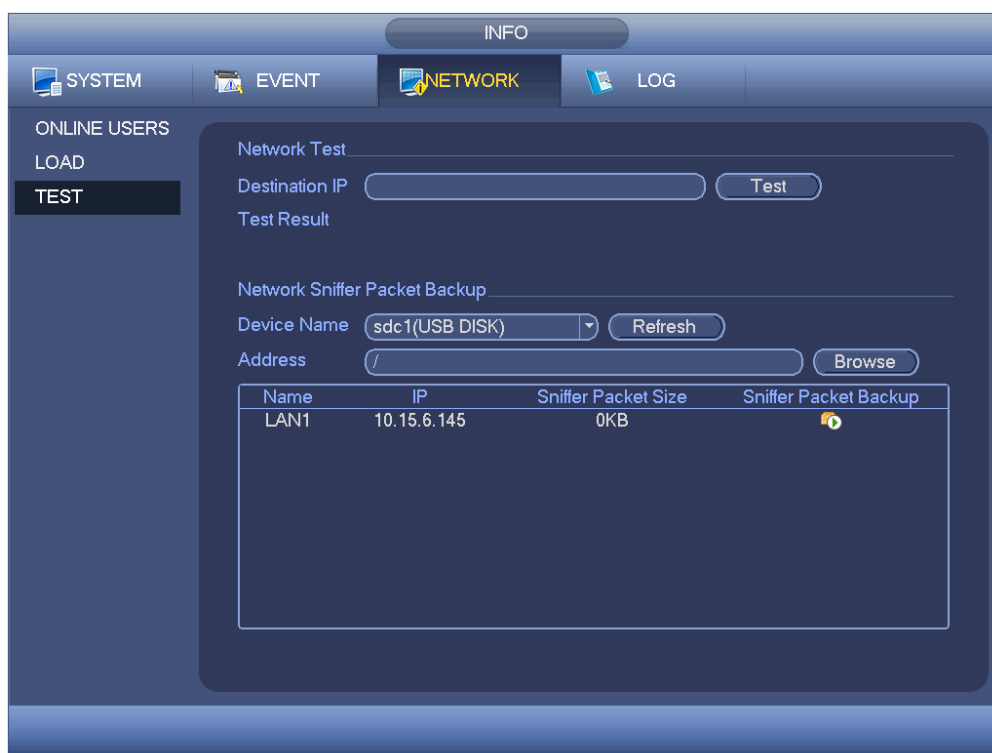 INFO
SYSTEM EVENT NETWORK LOG
ONLINE USERS
LOAD
TEST
Network Test
Destination IP Test
Test Result
Network Sniffer Packet Backup
Device Name sdc1(USB DISK) Refresh
Address / Browse
Name IP Sniffer Packet Size Sniffer Packet Backup
LAN1 10.15.6.145 0KB